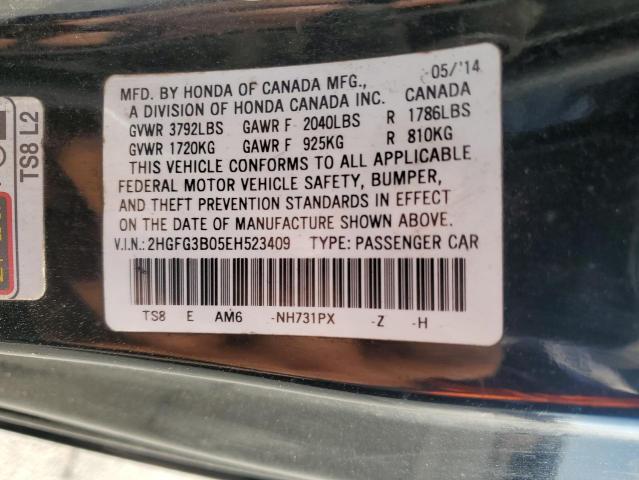 MFD. BY HONDA OF CANADA MFG., 05/'14
A DIVISION OF HONDA CANADA INC. CANADA
GVWR 3792LBS GAWR F 2040LBS R 1786LBS
GVWR 1720KG GAWR F 925KG R 810KG
THIS VEHICLE CONFORMS TO ALL APPLICABLE
FEDERAL MOTOR VEHICLE SAFETY, BUMPER,
AND THEFT PREVENTION STANDARDS IN EFFECT
ON THE DATE OF MANUFACTURE SHOWN ABOVE.
V.I.N.: 2HGFG3B05EH523409 TYPE: PASSENGER CAR
TS8 E AM6 -NH731PX -Z -H
TS8 L2